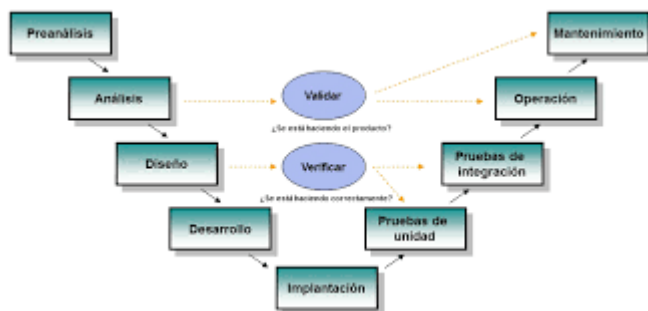 Preanálisis
Mantenimiento
Análisis
Validar
Operación
¿Se está haciendo el producto?
Diseño
Verificar
Pruebas de
integración
¿Se está haciendo correctamente?
Desarrollo
Pruebas de
unidad
Implantación